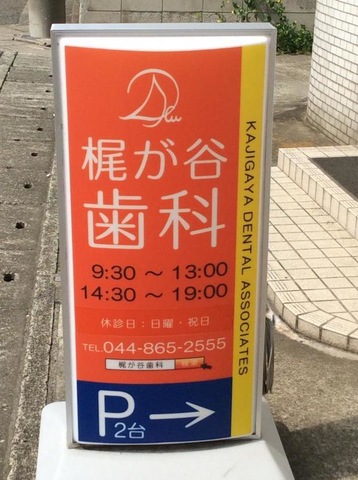 梶が谷
歯科
9:30 〜 13:00
14:30 〜 19:00
休診日：日曜・祝日
TEL.044-865-2555
梶が谷歯科
P
2台
KAJIGAYA DENTAL ASSOCIATES